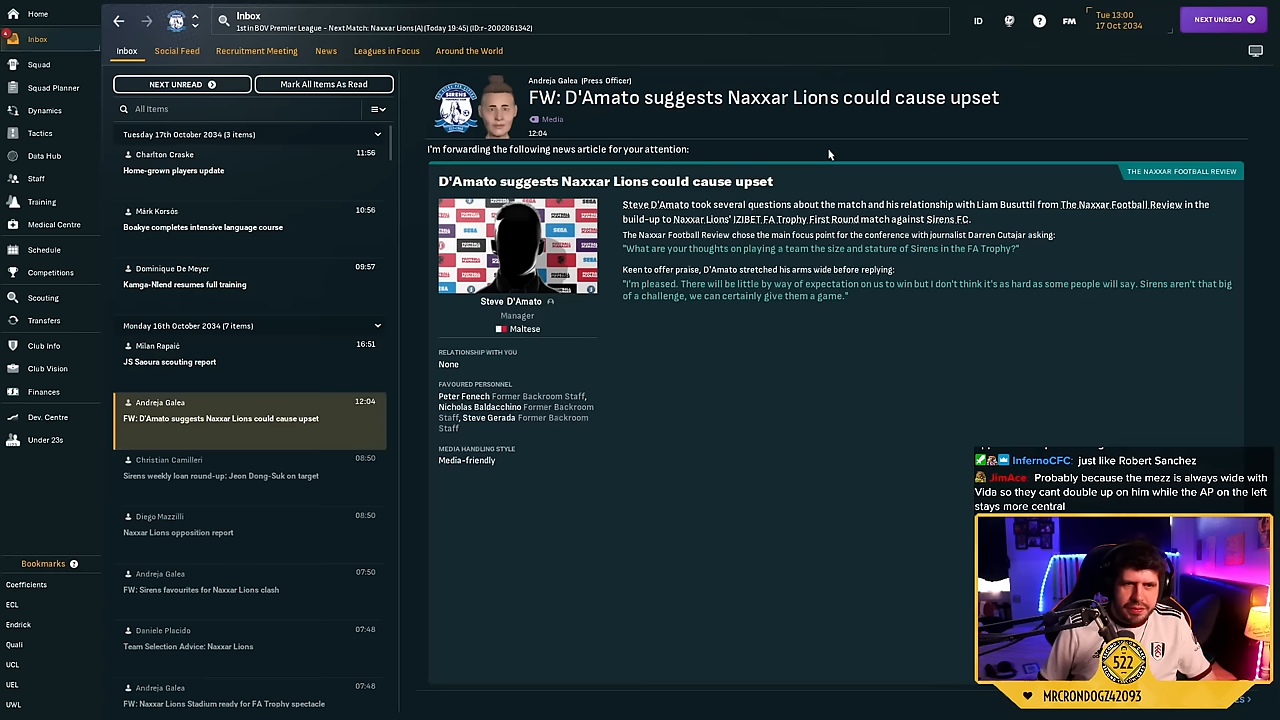 Home
Inbox
Squad
Squad Planner
Dynamics
Tactics
Data Hub
Staff
Training
Medical Centre
Schedule
Competitions
Scouting
Transfers
Club Info
Club Vision
Finances
Dev. Centre
Under 23s
Bookmarks
Coefficients
ECL
Endrick
Quali
UCL
UEL
UWL
Inbox
1st in BOV Premier League - Next Match: Naxxar Lions (A) (Today 19:45) (ID:r-2002061342)
ID
FM
Tue 13:00
17 Oct 2034
NEXT UNREAD
Inbox
Social Feed
Recruitment Meeting
News
Leagues in Focus
Around the World
NEXT UNREAD
Mark All Items As Read
All Items
Tuesday 17th October 2034 (3 items)
Charlton Craske 11:56
Home-grown players update
Márk Korsós 10:56
Boakye completes intensive language course
Dominique De Meyer 09:57
Kamga-Nlend resumes full training
Monday 16th October 2034 (7 items)
Milan Rapaić 16:51
JS Saoura scouting report
Andreja Galea 12:04
FW: D'Amato suggests Naxxar Lions could cause upset
Christian Camilleri 08:50
Sirens weekly loan round-up: Jeon Dong-Suk on target
Diego Mazzilli 08:50
Naxxar Lions opposition report
Andreja Galea 07:50
FW: Sirens favourites for Naxxar Lions clash
Daniele Placido 07:48
Team Selection Advice: Naxxar Lions
Andreja Galea 07:48
FW: Naxxar Lions Stadium ready for FA Trophy spectacle
Andreja Galea (Press Officer)
FW: D'Amato suggests Naxxar Lions could cause upset
Media
12:04
I'm forwarding the following news article for your attention:
THE NAXXAR FOOTBALL REVIEW
D'Amato suggests Naxxar Lions could cause upset
Steve D'Amato took several questions about the match and his relationship with Liam Busuttil from The Naxxar Football Review in the
build-up to Naxxar Lions' IZIBET FA Trophy First Round match against Sirens FC.
The Naxxar Football Review chose the main focus point for the conference with journalist Darren Cutajar asking:
"What are your thoughts on playing a team the size and stature of Sirens in the FA Trophy?"
Keen to offer praise, D'Amato stretched his arms wide before replying:
"I'm pleased. There will be little by way of expectation on us to win but I don't think it's as hard as some people will say. Sirens aren't that big
of a challenge, we can certainly give them a game."
Steve D'Amato
Manager
Maltese
RELATIONSHIP WITH YOU
None
FAVOURED PERSONNEL
Peter Fenech Former Backroom Staff,
Nicholas Baldacchino Former Backroom
Staff, Steve Gerada Former Backroom
Staff
MEDIA HANDLING STYLE
Media-friendly
InfernoCFC: just like Robert Sanchez
JimAce: Probably because the mezz is always wide with
Vida so they cant double up on him while the AP on the left
stays more central
522
MRCRONDOGZ42093